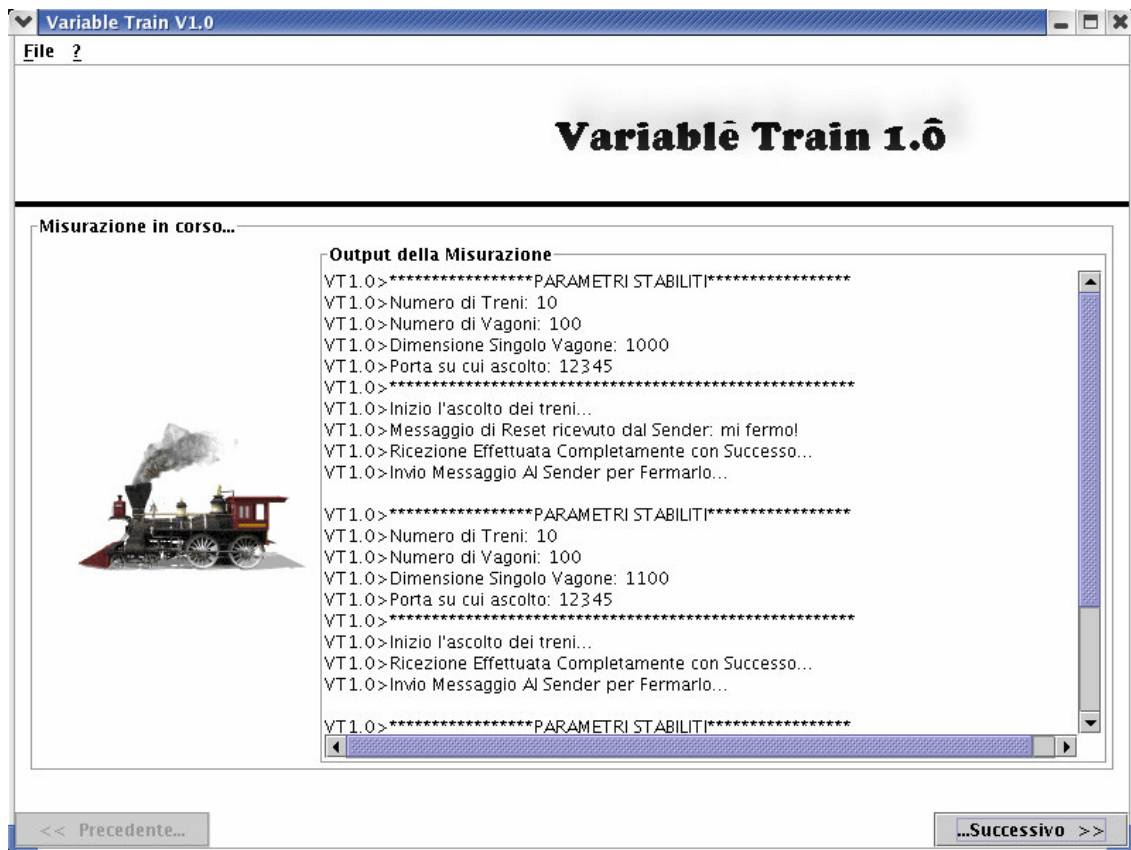 Variable Train V1.0
File ?
Variable Train 1.0
Misurazione in corso...
Output della Misurazione
VT1.0>*****************PARAMETRI STABILITI*****************
VT1.0>Numero di Treni: 10
VT1.0>Numero di Vagoni: 100
VT1.0>Dimensione Singolo Vagone: 1000
VT1.0>Porta su cui ascolto: 12345
VT1.0>*******************************************************
VT1.0>Inizio l'ascolto dei treni...
VT1.0>Messaggio di Reset ricevuto dal Sender: mi fermo!
VT1.0>Ricezione Effettuata Completamente con Successo...
VT1.0>Invio Messaggio Al Sender per Fermarlo...
VT1.0>*****************PARAMETRI STABILITI*****************
VT1.0>Numero di Treni: 10
VT1.0>Numero di Vagoni: 100
VT1.0>Dimensione Singolo Vagone: 1100
VT1.0>Porta su cui ascolto: 12345
VT1.0>*******************************************************
VT1.0>Inizio l'ascolto dei treni...
VT1.0>Ricezione Effettuata Completamente con Successo...
VT1.0>Invio Messaggio Al Sender per Fermarlo...
VT1.0>*****************PARAMETRI STABILITI*****************
<< Precedente...
...Successivo >>